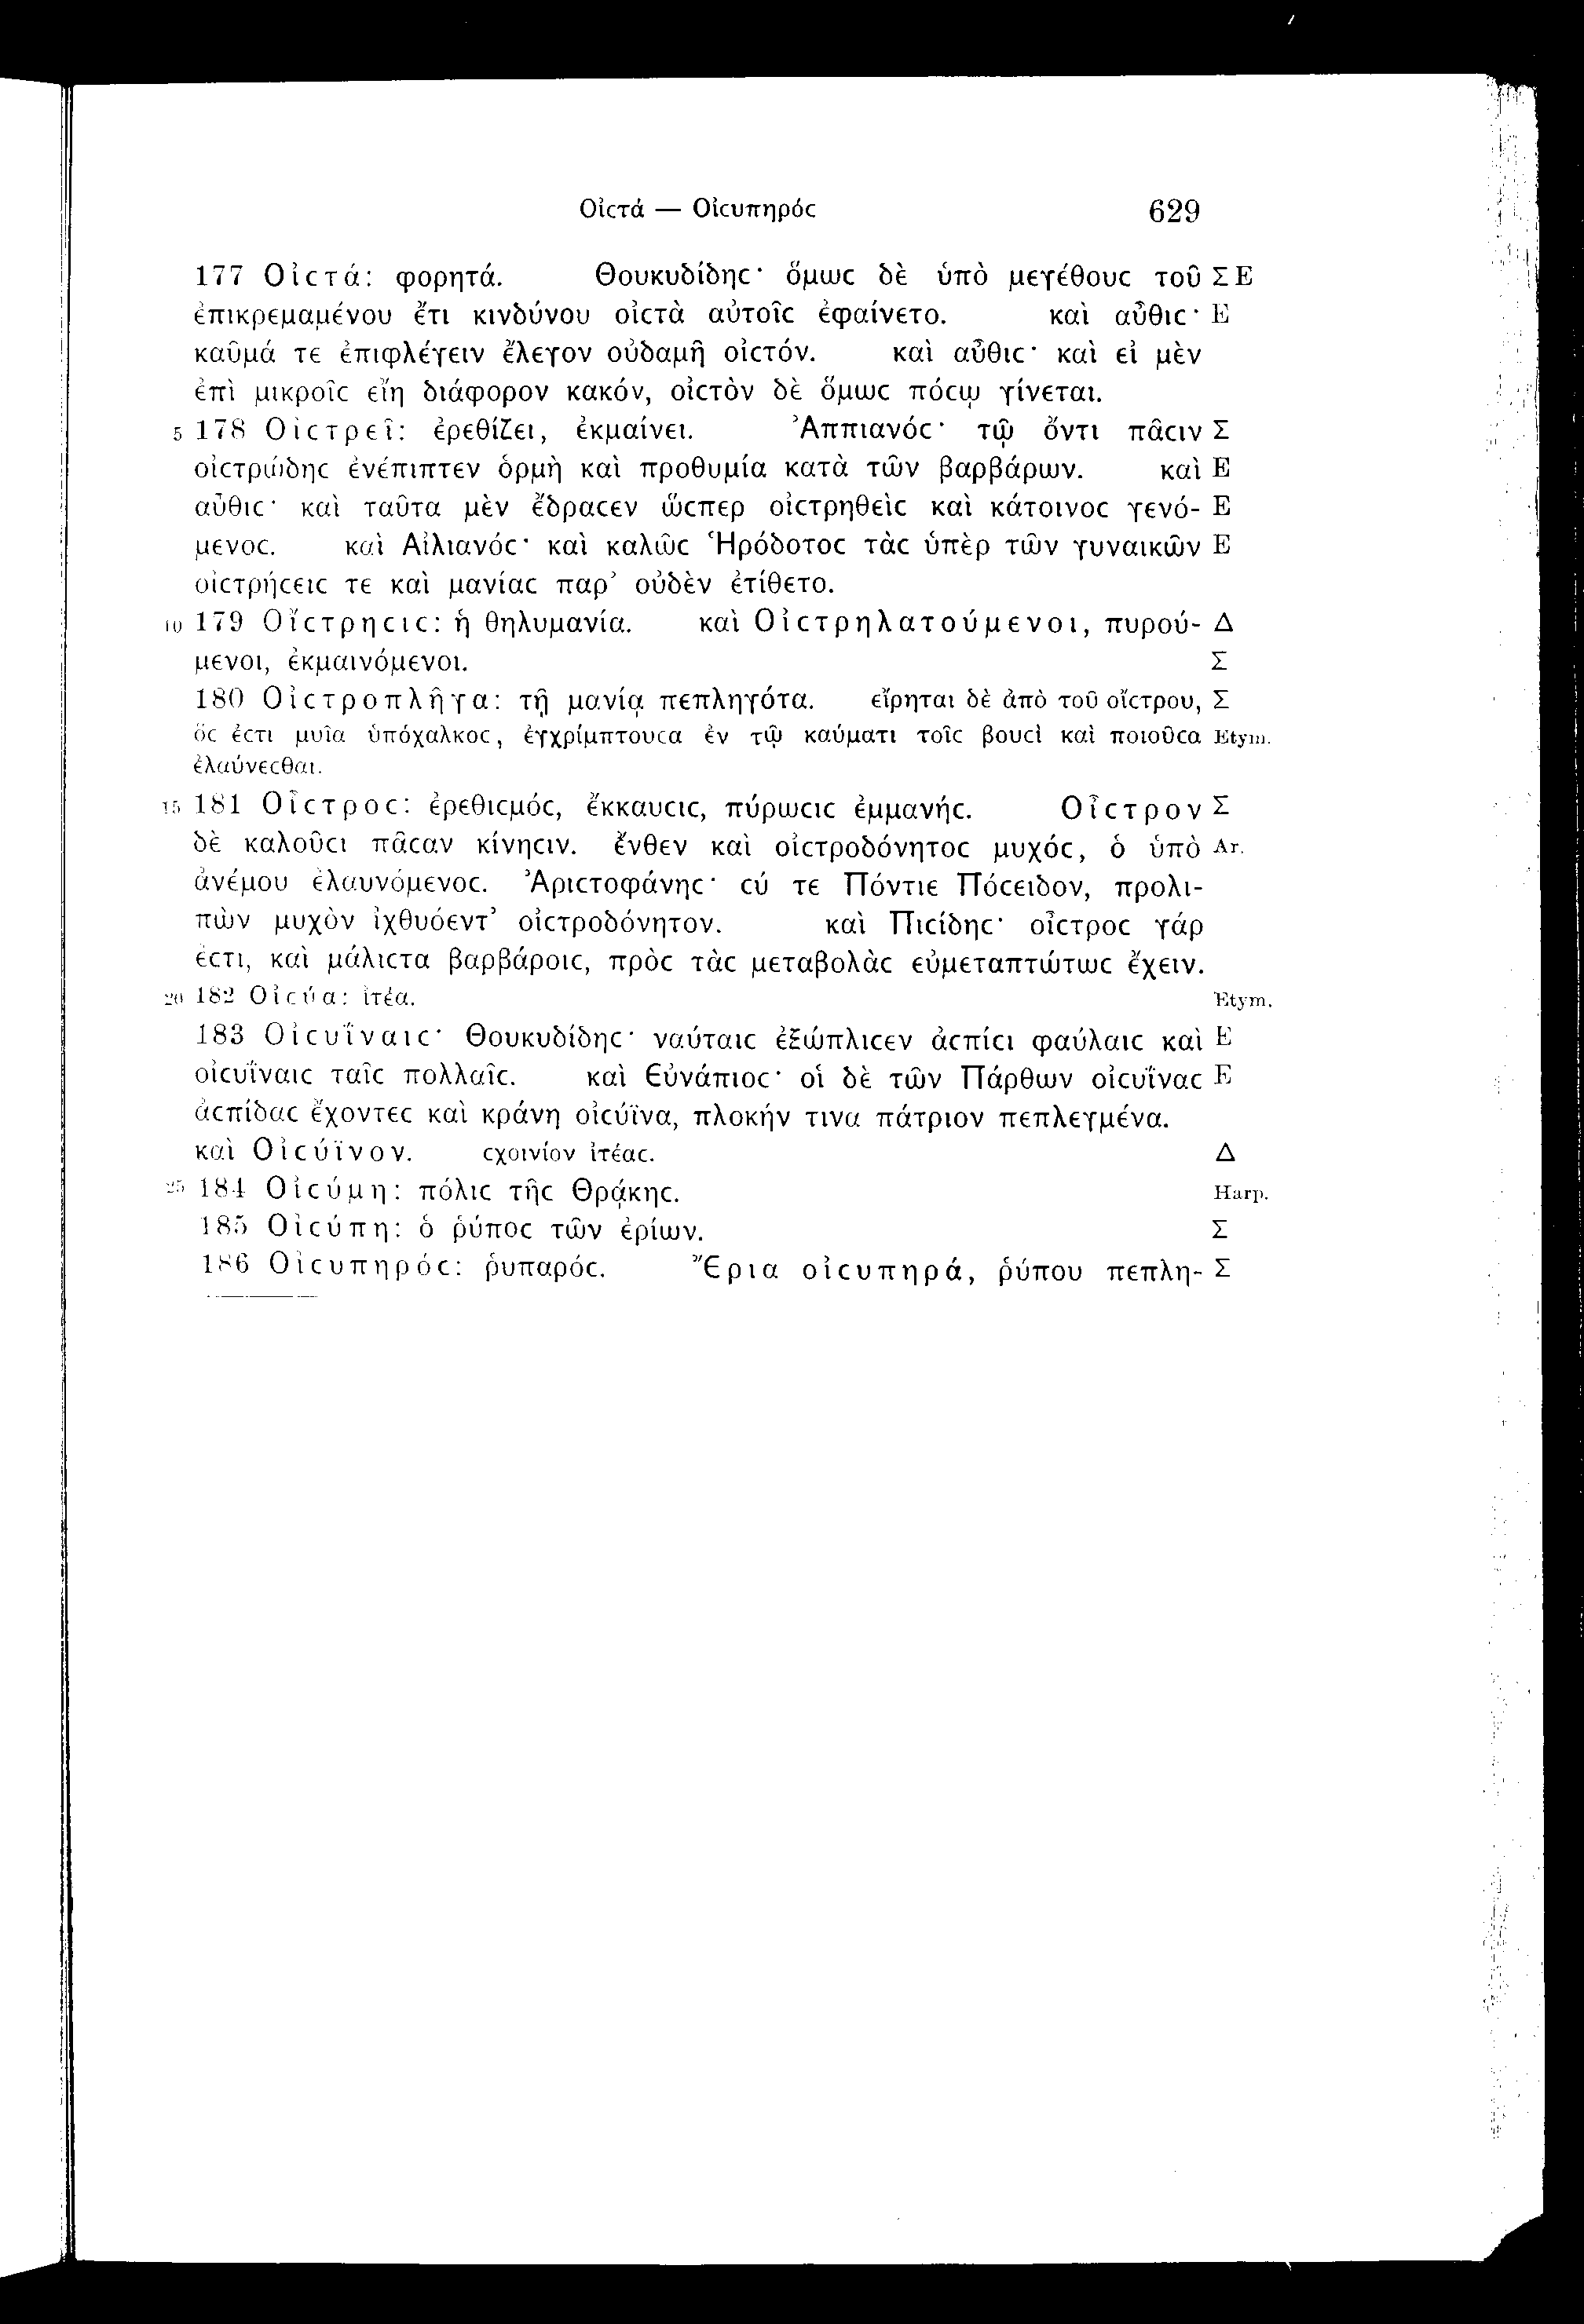 Οἰϲτά — Οἰϲυπηρόϲ 629
177 Οἰϲτά: φορητά. Θουκυδίδηϲ· ὅμωϲ δὲ ὑπὸ μεγέθουϲ τοῦ ΣΕ
ἐπικρεμαμένου ἔτι κινδύνου οἰϲτὰ αὐτοῖϲ ἐφαίνετο. καὶ αὖθιϲ· Ε
καῦμά τε ἐπιφλέγειν ἔλεγον οὐδαμῇ οἰϲτόν. καὶ αὖθιϲ· καὶ εἰ μὲν
ἐπὶ μικροῖϲ εἴη διάφορον κακόν, οἰϲτὸν δὲ ὅμωϲ πόϲῳ γίνεται.
5 178 Οἰϲτρεῖ: ἐρεθίζει, ἐκμαίνει. Ἀππιανόϲ· τῷ ὄντι πᾶϲιν Σ
οἰϲτρώδηϲ ἐνέπιπτεν ὁρμὴ καὶ προθυμία κατὰ τῶν βαρβάρων. καὶ Ε
αὖθιϲ· καὶ ταῦτα μὲν ἔδραϲεν ὥϲπερ οἰϲτρηθεὶϲ καὶ κάτοινοϲ γενό- Ε
μενοϲ. καὶ Αἰλιανόϲ· καὶ καλῶϲ Ἡρόδοτοϲ τὰϲ ὑπὲρ τῶν γυναικῶν Ε
οἰϲτρήϲειϲ τε καὶ μανίαϲ παρ’ οὐδὲν ἐτίθετο.
10 179 Οἴϲτρηϲιϲ: ἡ θηλυμανία. καὶ Οἰϲτρηλατούμενοι, πυρού- Δ
μενοι, ἐκμαινόμενοι. Σ
180 Οἰϲτροπλῆγα: τῇ μανίᾳ πεπληγότα. εἴρηται δὲ ἀπὸ τοῦ οἴϲτρου, Σ
ὅϲ ἐϲτι μυῖα ὑπόχαλκοϲ, ἐγχρίμπτουϲα ἐν τῷ καύματι τοῖϲ βουϲὶ καὶ ποιοῦϲα Etym.
ἐλαύνεϲθαι.
15 181 Οἶϲτροϲ: ἐρεθιϲμόϲ, ἔκκαυϲιϲ, πύρωϲιϲ ἐμμανήϲ. Οἶϲτρον Σ
δὲ καλοῦϲι πᾶϲαν κίνηϲιν. ἔνθεν καὶ οἰϲτροδόνητοϲ μυχόϲ, ὁ ὑπὸ Ar.
ἀνέμου ἐλαυνόμενοϲ. Ἀριϲτοφάνηϲ· ϲύ τε Πόντιε Πόϲειδον, προλι-
πὼν μυχὸν ἰχθυόεντ’ οἰϲτροδόνητον. καὶ Πιϲίδηϲ· οἶϲτροϲ γάρ
ἐϲτι, καὶ μάλιϲτα βαρβάροιϲ, πρὸϲ τὰϲ μεταβολὰϲ εὐμεταπτώτωϲ ἔχειν.
20 182 Οἰϲύα: ἰτέα. Etym.
183 Οἰϲυΐναιϲ· Θουκυδίδηϲ· ναύταιϲ ἐξώπλιϲεν ἀϲπίϲι φαύλαιϲ καὶ Ε
οἰϲυΐναιϲ ταῖϲ πολλαῖϲ. καὶ Εὐνάπιοϲ· οἱ δὲ τῶν Πάρθων οἰϲυΐναϲ Ε
ἀϲπίδαϲ ἔχοντεϲ καὶ κράνη οἰϲύϊνα, πλοκήν τινα πάτριον πεπλεγμένα.
καὶ Οἰϲύϊνον. ϲχοινίον ἰτέαϲ. Δ
25 184 Οἰϲύμη: πόλιϲ τῆϲ Θρᾴκηϲ. Harp.
185 Οἰϲύπη: ὁ ῥύποϲ τῶν ἐρίων. Σ
186 Οἰϲυπηρόϲ: ῥυπαρόϲ. Ἔρια οἰϲυπηρά, ῥύπου πεπλη- Σ